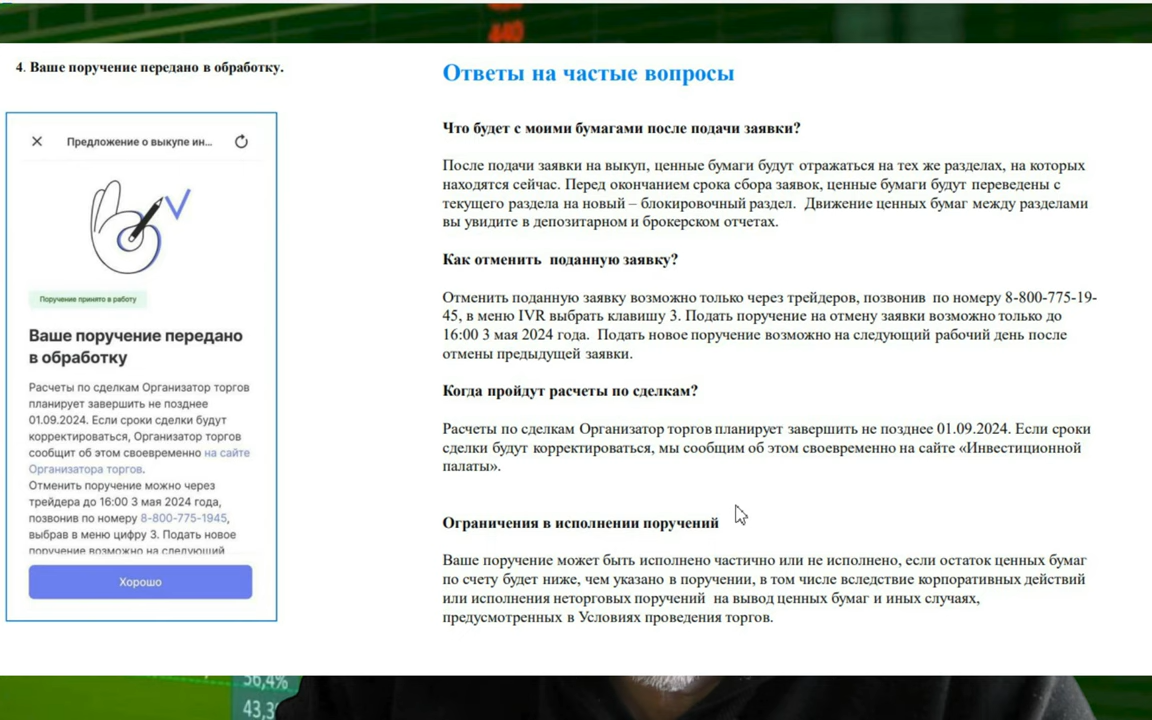 440
4. Ваше поручение передано в обработку.
Предложение о выкупе ин...
Поручение принято в работу
Ваше поручение передано
в обработку
Расчеты по сделкам Организатор торгов
планирует завершить не позднее
01.09.2024. Если сроки сделки будут
корректироваться, Организатор торгов
сообщит об этом своевременно на сайте
Организатора торгов.
Отменить поручение можно через
трейдера до 16:00 3 мая 2024 года,
позвонив по номеру 8-800-775-1945,
выбрав в меню цифру 3. Подать новое
поручение возможно на следующий
Хорошо
Ответы на частые вопросы
Что будет с моими бумагами после подачи заявки?
После подачи заявки на выкуп, ценные бумаги будут отражаться на тех же разделах, на которых
находятся сейчас. Перед окончанием срока сбора заявок, ценные бумаги будут переведены с
текущего раздела на новый – блокировочный раздел. Движение ценных бумаг между разделами
вы увидите в депозитарном и брокерском отчетах.
Как отменить поданную заявку?
Отменить поданную заявку возможно только через трейдеров, позвонив по номеру 8-800-775-19-
45, в меню IVR выбрать клавишу 3. Подать поручение на отмену заявки возможно только до
16:00 3 мая 2024 года. Подать новое поручение возможно на следующий рабочий день после
отмены предыдущей заявки.
Когда пройдут расчеты по сделкам?
Расчеты по сделкам Организатор торгов планирует завершить не позднее 01.09.2024. Если сроки
сделки будут корректироваться, мы сообщим об этом своевременно на сайте «Инвестиционной
палаты».
Ограничения в исполнении поручений
Ваше поручение может быть исполнено частично или не исполнено, если остаток ценных бумаг
по счету будет ниже, чем указано в поручении, в том числе вследствие корпоративных действий
или исполнения неторговых поручений на вывод ценных бумаг и иных случаях,
предусмотренных в Условиях проведения торгов.
56,4%
43,3